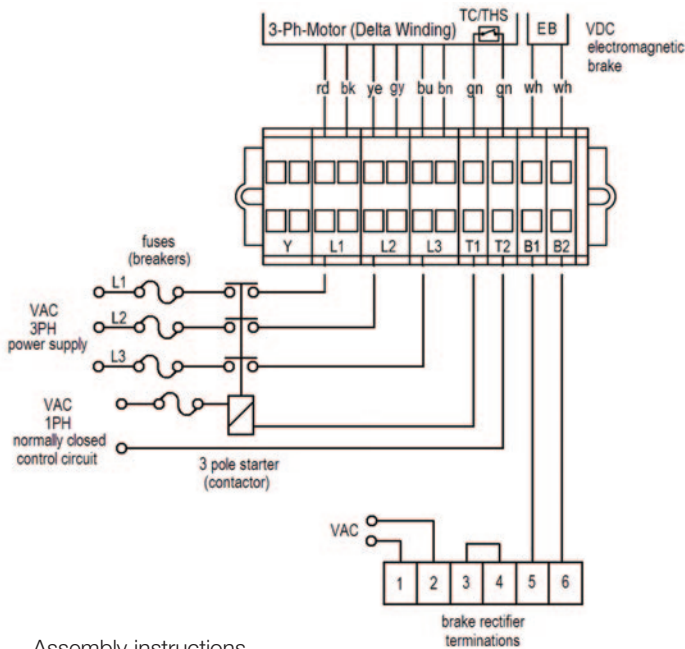 TC/THS
3-Ph-Motor (Delta Winding)
EB
VDC
electromagnetic
brake
rd bk ye gy bu bn gn gn wh wh
Y L1 L2 L3 T1 T2 B1 B2
fuses
(breakers)
L1
L2
L3
VAC
3PH
power supply
VAC
1PH
normally closed
control circuit
3 pole starter
(contactor)
VAC
1 2 3 4 5 6
brake rectifier
terminations
Assembly instructions